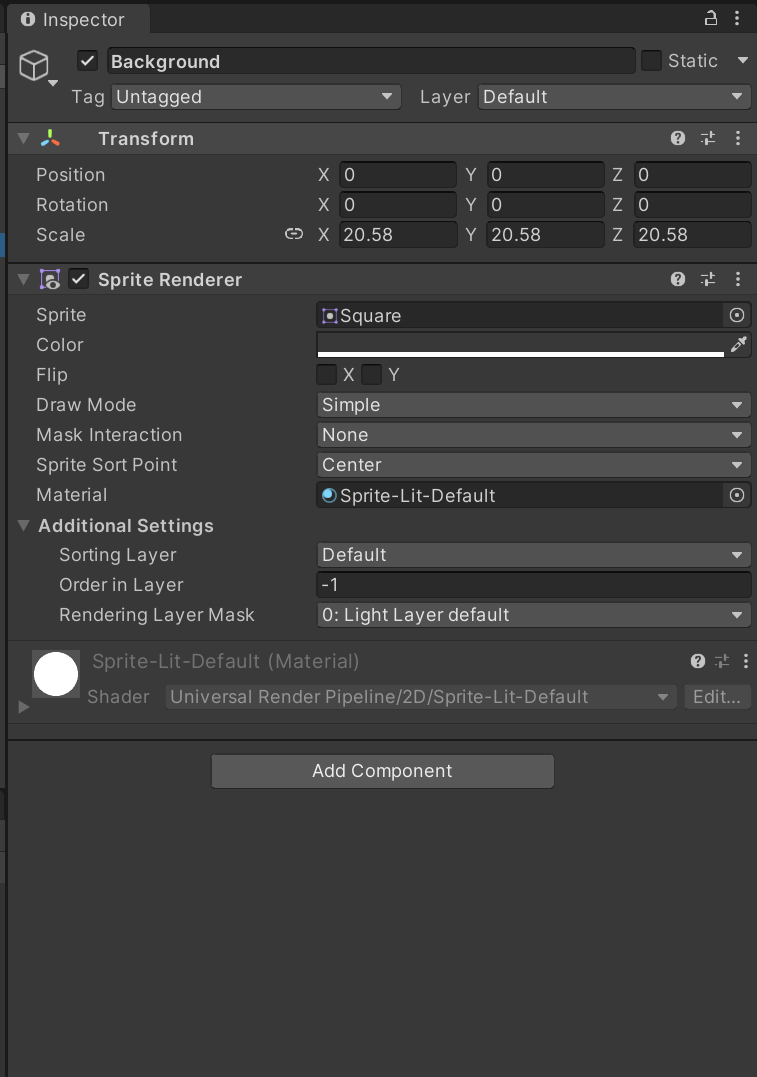 Inspector
Background Static
Tag Untagged Layer Default
Transform
Position X 0 Y 0 Z 0
Rotation X 0 Y 0 Z 0
Scale X 20.58 Y 20.58 Z 20.58
Sprite Renderer
Sprite Square
Color
Flip X Y
Draw Mode Simple
Mask Interaction None
Sprite Sort Point Center
Material Sprite-Lit-Default
Additional Settings
Sorting Layer Default
Order in Layer -1
Rendering Layer Mask 0: Light Layer default
Sprite-Lit-Default (Material)
Shader Universal Render Pipeline/2D/Sprite-Lit-Default Edit...
Add Component